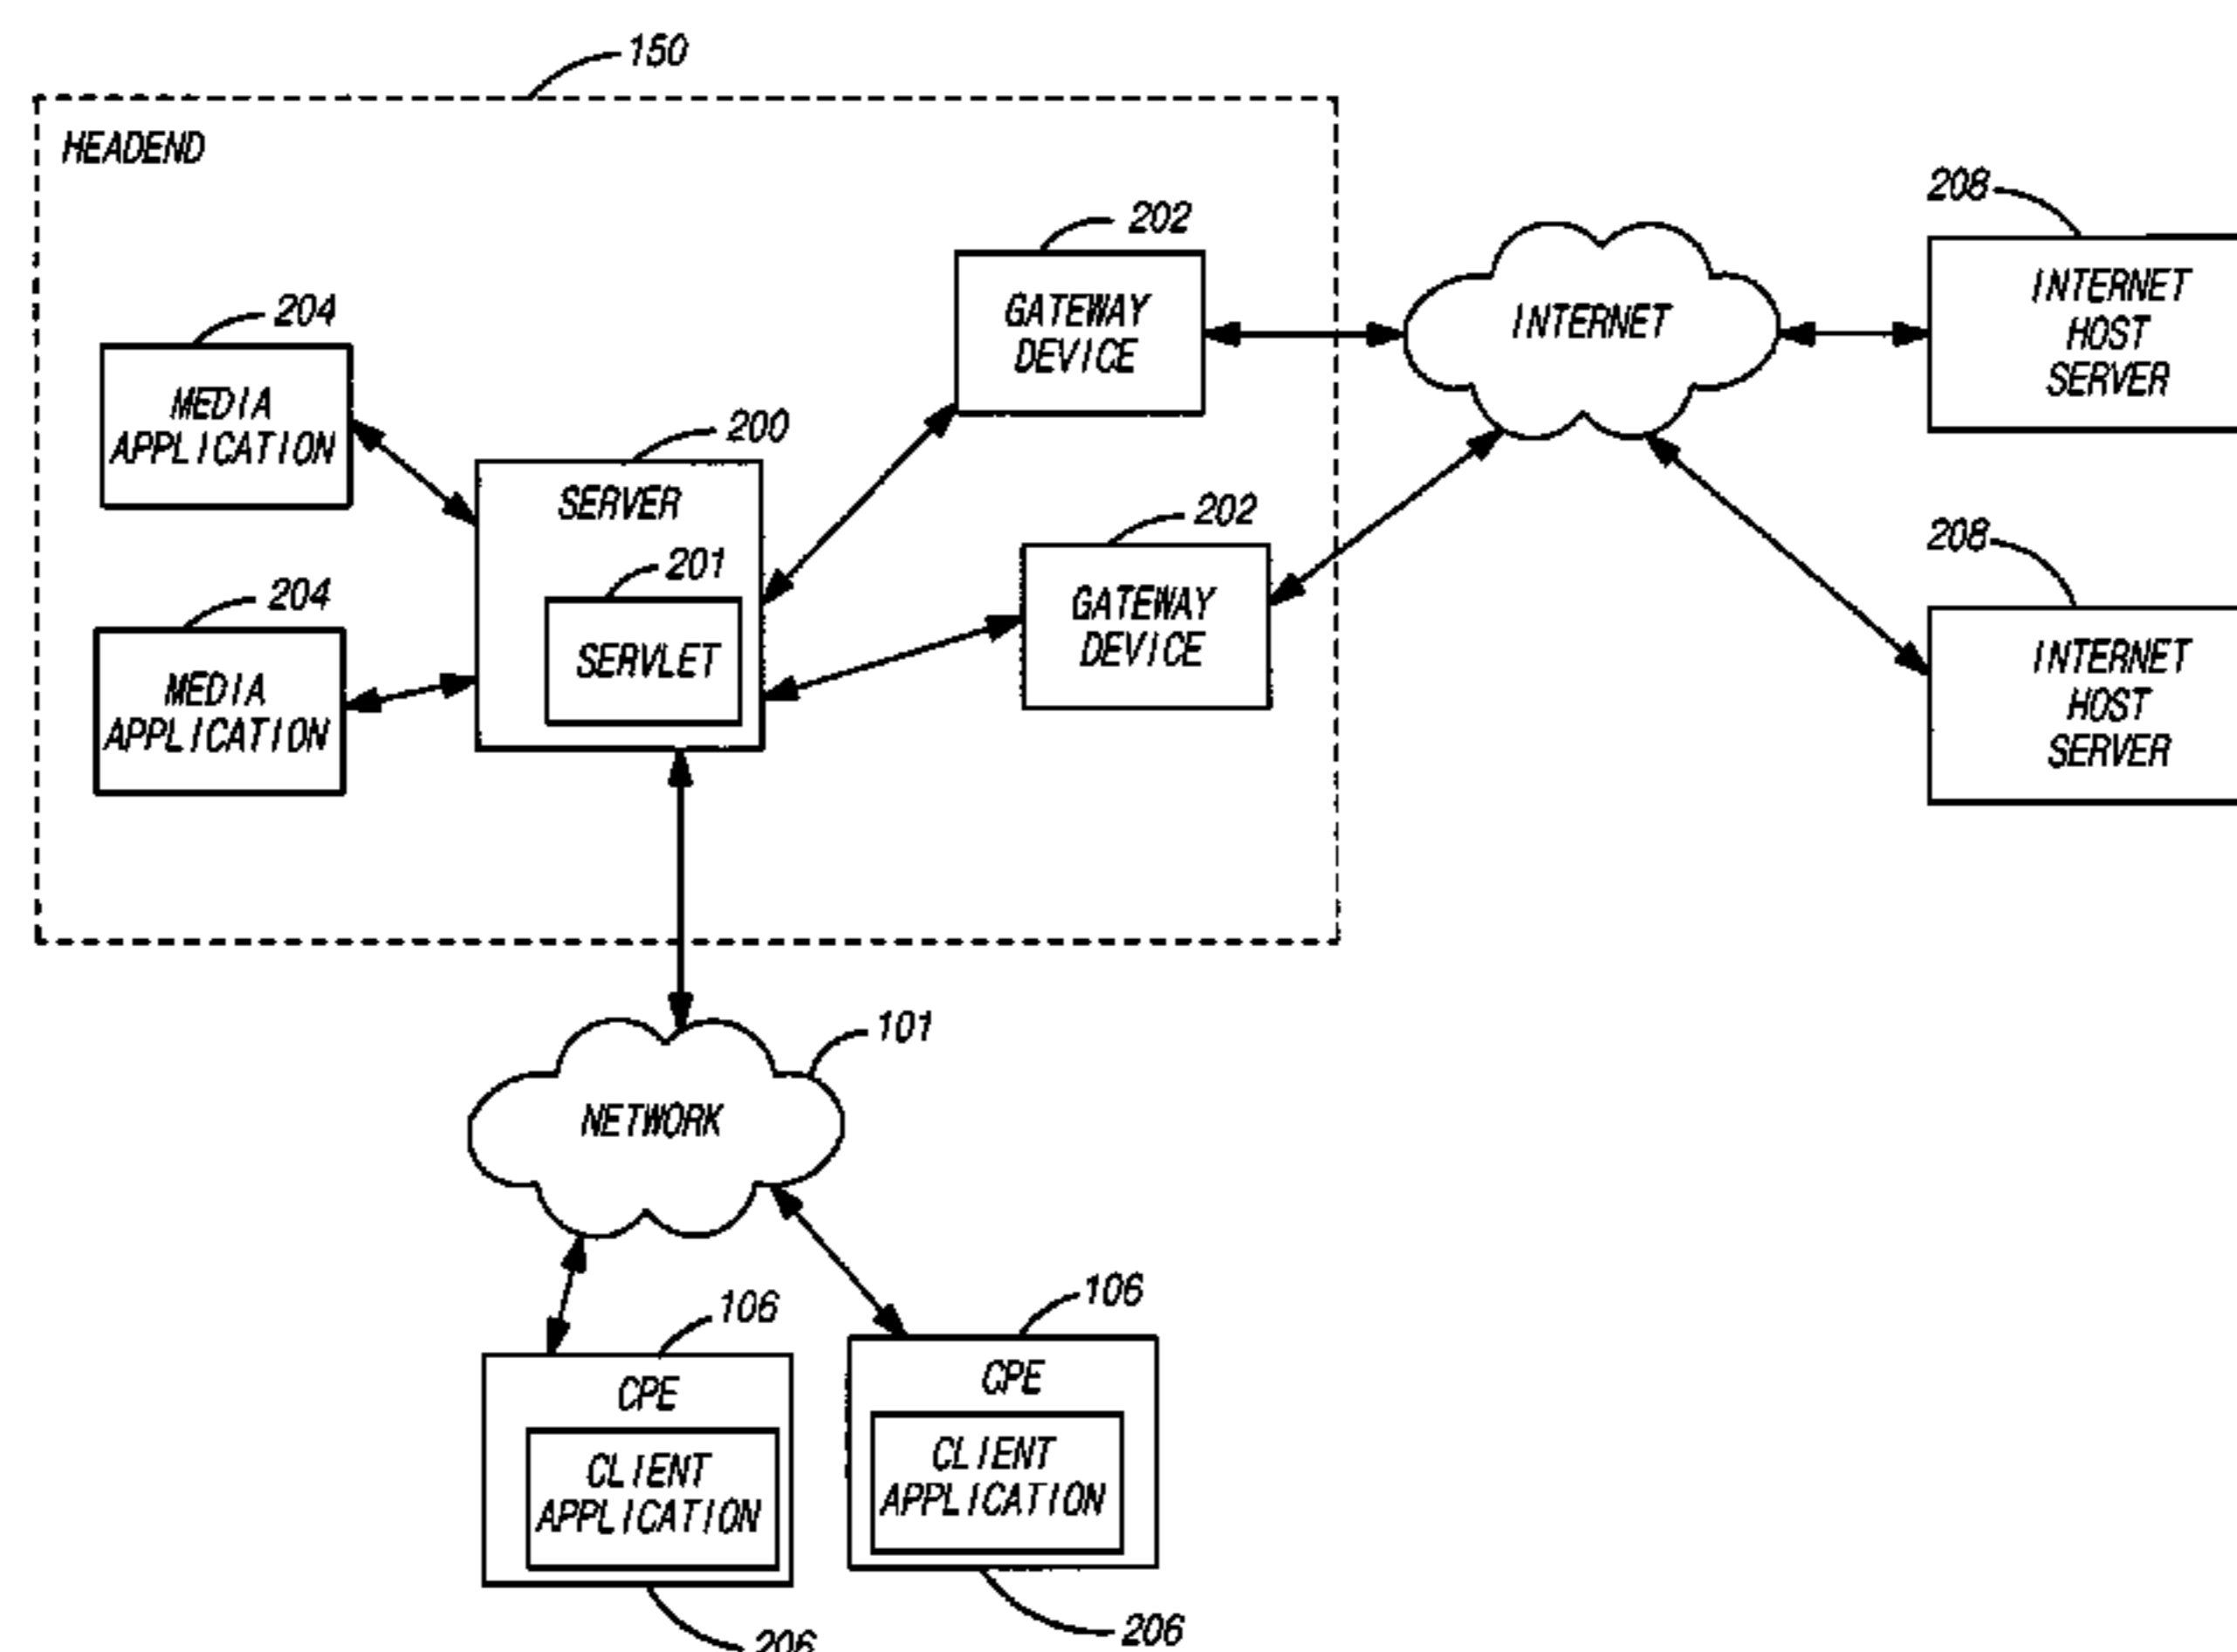 150
HEADEND
208
202
INTERNET
HOST
SERVER
GATEWAY
DEVICE
INTERNET
204
MEDIA
APPLICATION
200
SERVER
202
208
201
GATEWAY
DEVICE
204
SERVLET
INTERNET
HOST
SERVER
MEDIA
APPLICATION
101
NETWORK
106
106
CPE
CPE
CLIENT
APPLICATION
CLIENT
APPLICATION
206
206